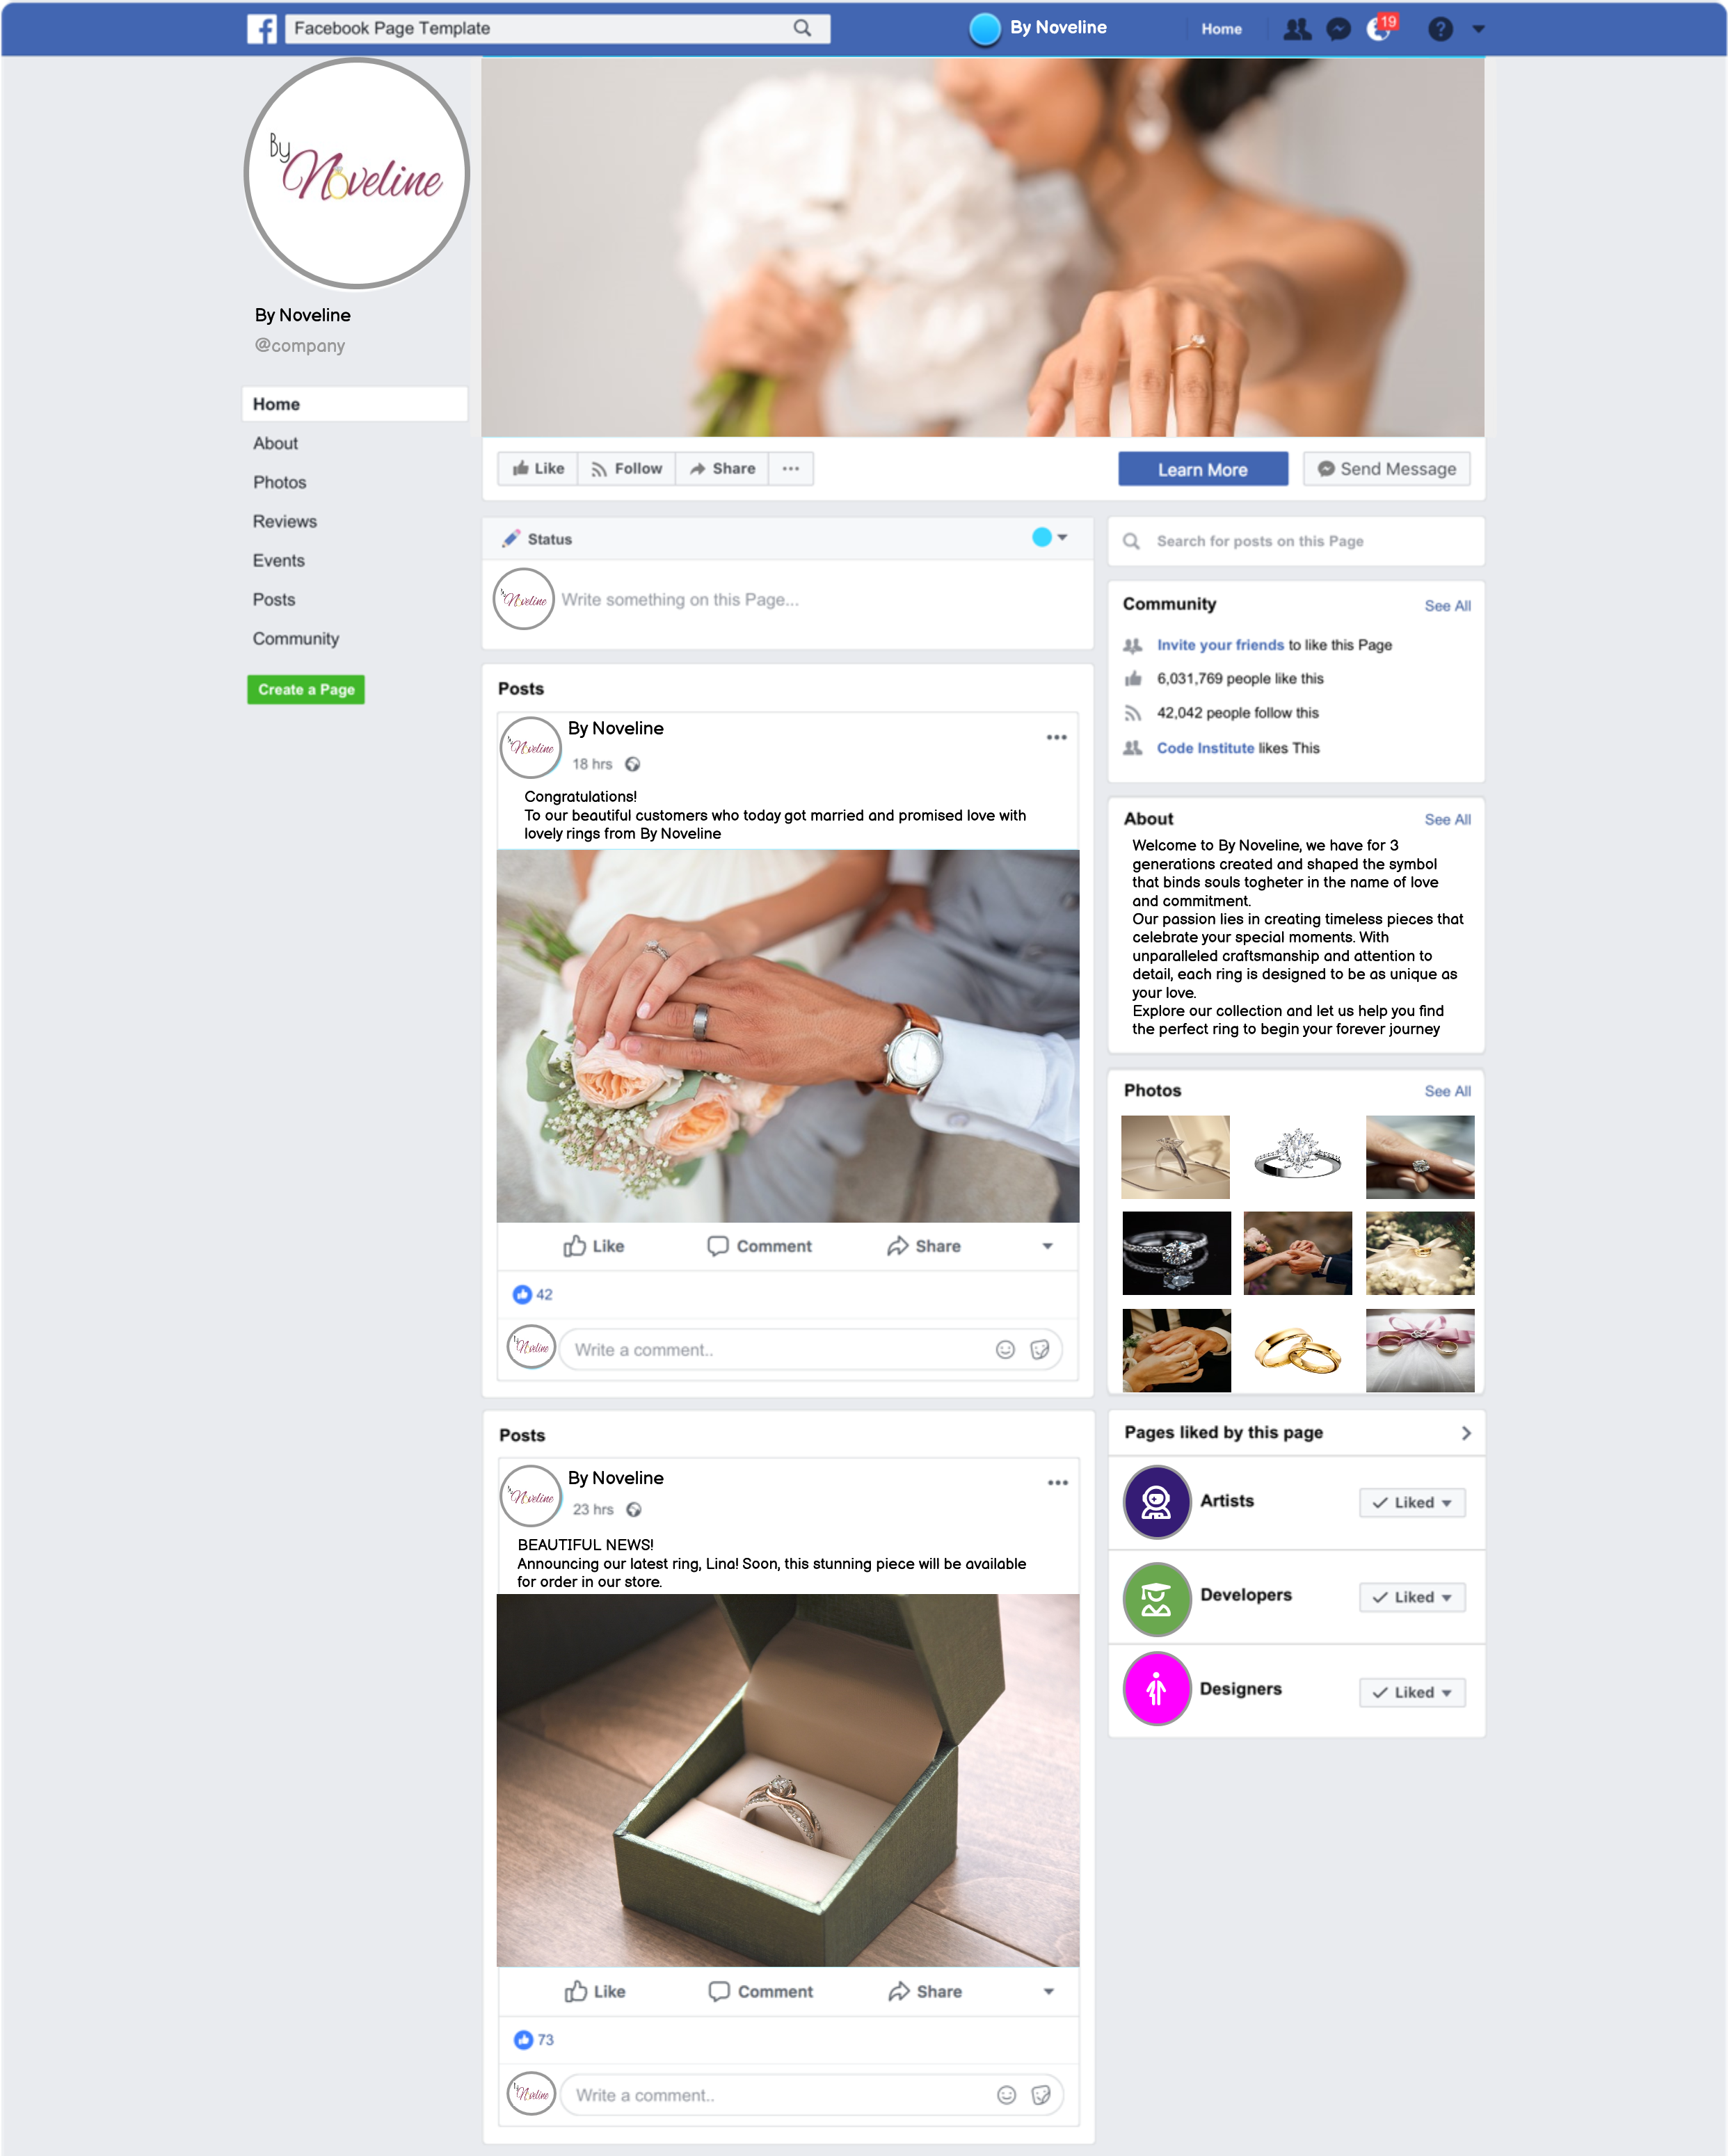 Facebook Page Template
By Noveline
Home
19
?
By
Noveline
By Noveline
@company
Home
About
Photos
Reviews
Events
Posts
Community
Create a Page
Like
Follow
Share
Learn More
Send Message
Status
By Noveline
Write something on this Page...
Posts
By Noveline
By Noveline
18 hrs
Congratulations!
To our beautiful customers who today got married and promised love with
lovely rings from By Noveline
Like
Comment
Share
42
By Noveline
Write a comment..
Posts
By Noveline
By Noveline
23 hrs
BEAUTIFUL NEWS!
Announcing our latest ring, Lina! Soon, this stunning piece will be available
for order in our store.
Like
Comment
Share
73
By Noveline
Write a comment..
Search for posts on this Page
Community
See All
Invite your friends to like this Page
6,031,769 people like this
42,042 people follow this
Code Institute likes This
About
See All
Welcome to By Noveline, we have for 3
generations created and shaped the symbol
that binds souls togheter in the name of love
and commitment.
Our passion lies in creating timeless pieces that
celebrate your special moments. With
unparalleled craftsmanship and attention to
detail, each ring is designed to be as unique as
your love.
Explore our collection and let us help you find
the perfect ring to begin your forever journey
Photos
See All
Pages liked by this page
Artists
Liked
Developers
Liked
Designers
Liked